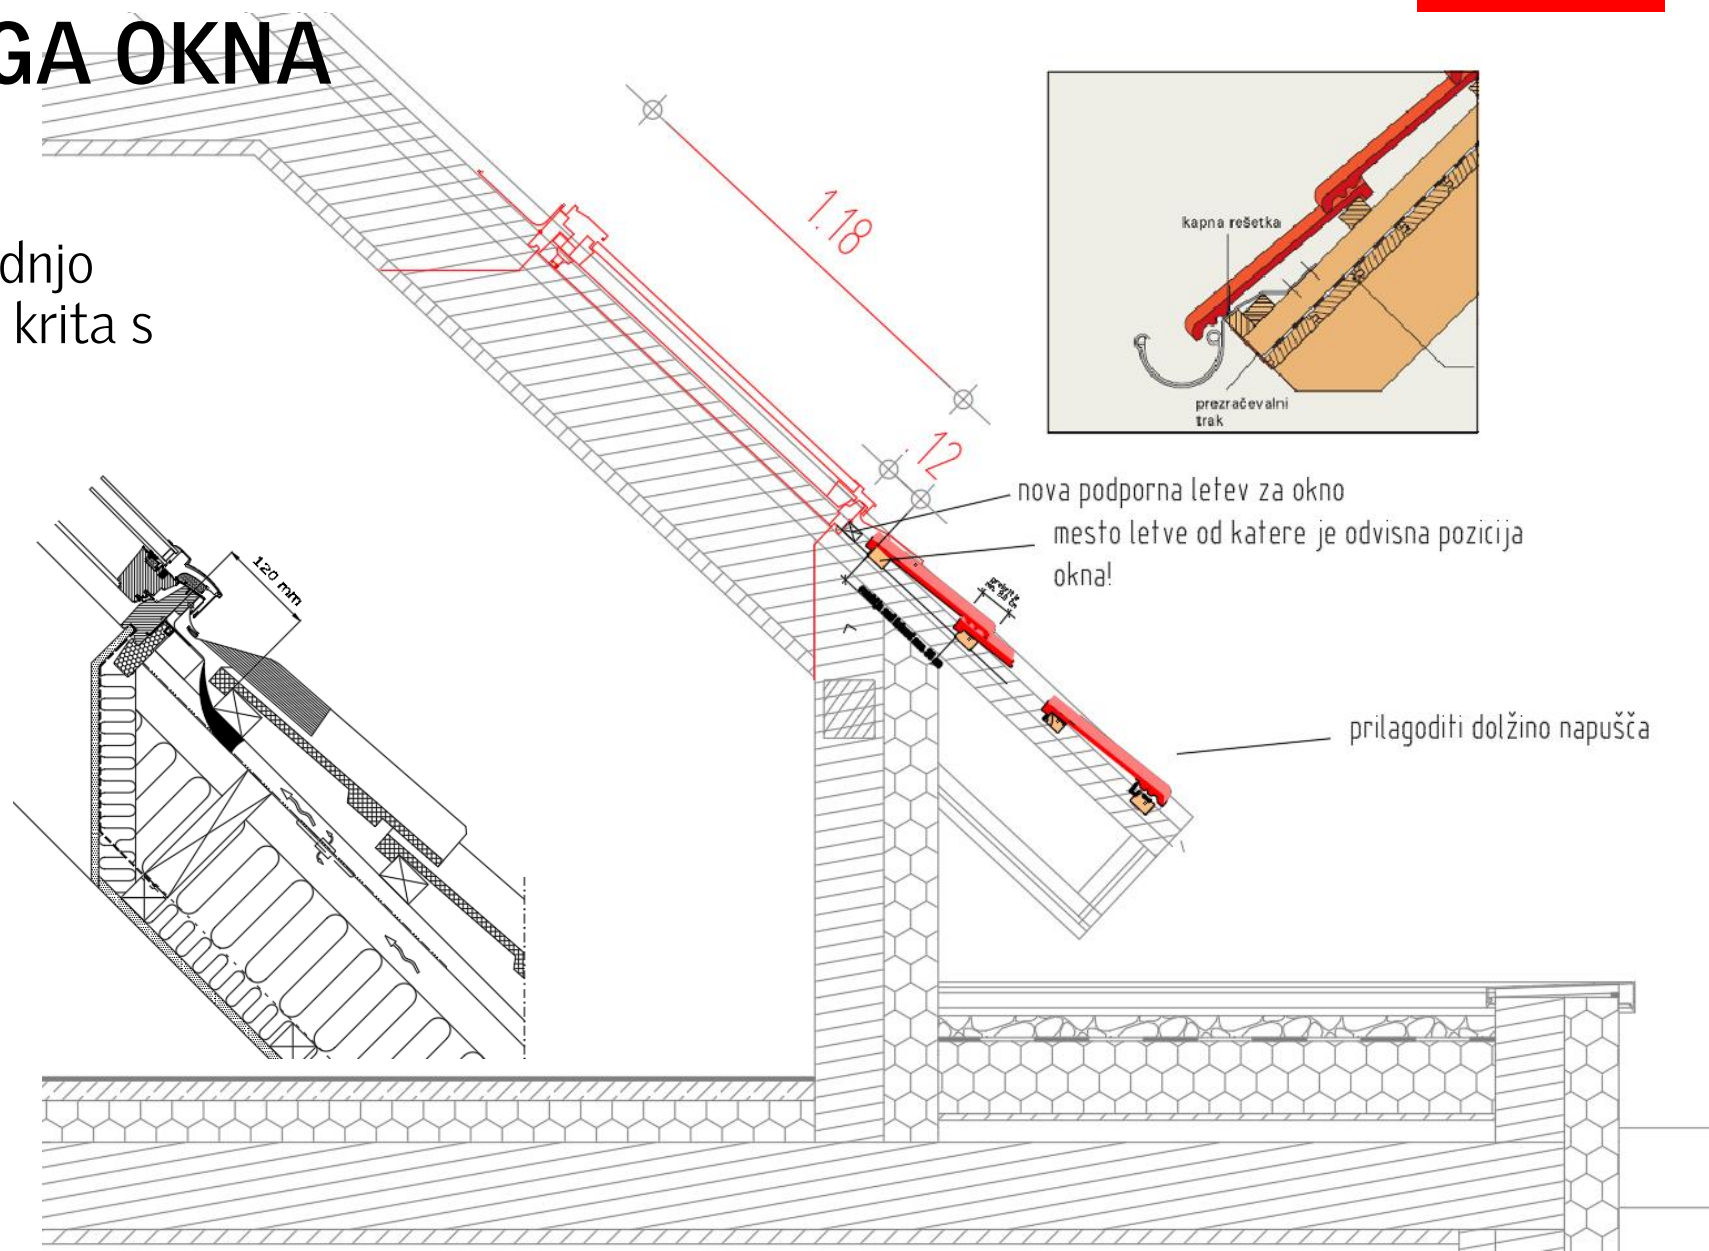 GA OKNA
dnjo
krita s
1.18
.12
kapna rešetka
prezračevalni
trak
nova podporna letev za okno
mesto letve od katere je odvisna pozicija
okna!
120 mm
prilagoditi dolžino napušča